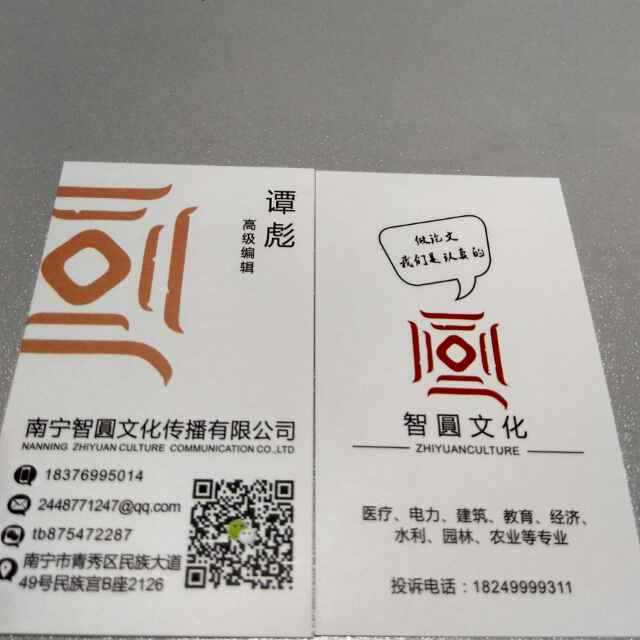 谭彪
高级编辑
南宁智圓文化传播有限公司
NANNING ZHIYUAN CULTURE COMMUNICATION CO.,LTD
18376995014
2448771247@qq.com
tb875472287
南宁市青秀区民族大道
49号民族宫B座2126
做论文
我们是认真的
智圓文化
ZHIYUANCULTURE
医疗、电力、建筑、教育、经济、
水利、园林、农业等专业
投诉电话：18249999311